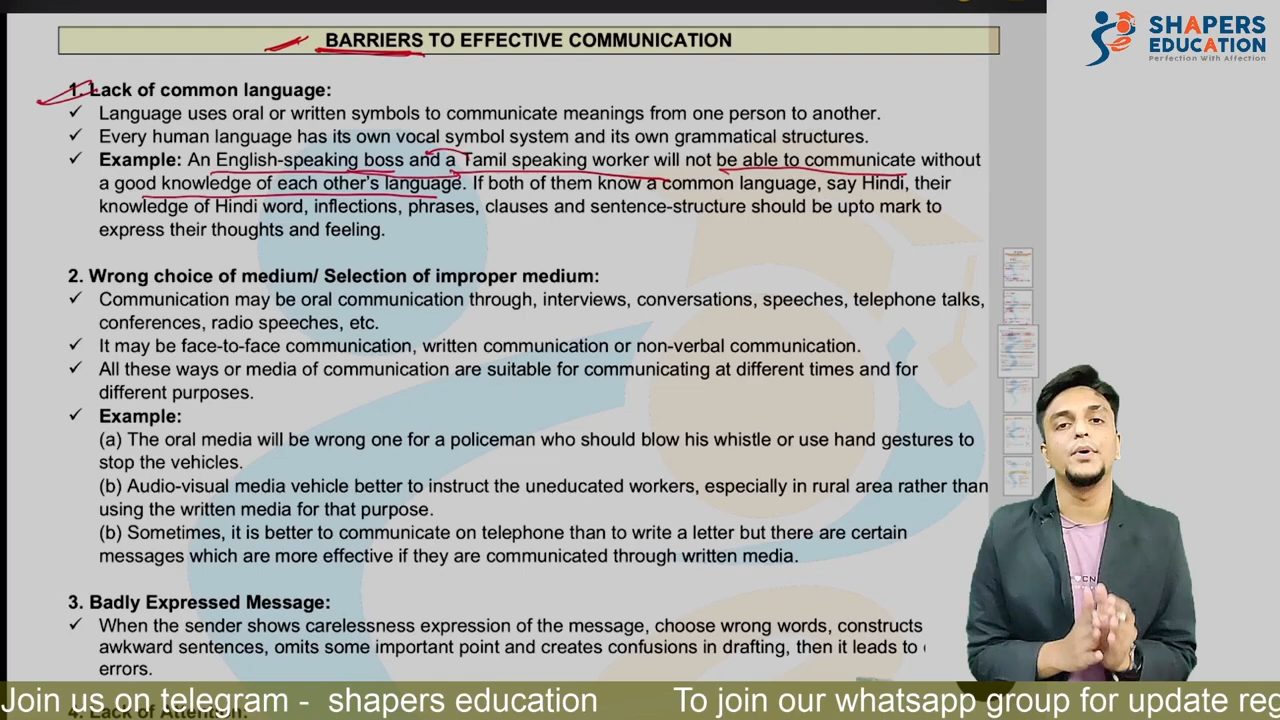 BARRIERS TO EFFECTIVE COMMUNICATION
SHAPERS
EDUCATION
Perfection With Affection
1. Lack of common language:
✓ Language uses oral or written symbols to communicate meanings from one person to another.
✓ Every human language has its own vocal symbol system and its own grammatical structures.
✓ Example: An English-speaking boss and a Tamil speaking worker will not be able to communicate without
a good knowledge of each other's language. If both of them know a common language, say Hindi, their
knowledge of Hindi word, inflections, phrases, clauses and sentence-structure should be upto mark to
express their thoughts and feeling.
2. Wrong choice of medium/ Selection of improper medium:
✓ Communication may be oral communication through, interviews, conversations, speeches, telephone talks,
conferences, radio speeches, etc.
✓ It may be face-to-face communication, written communication or non-verbal communication.
✓ All these ways or media of communication are suitable for communicating at different times and for
different purposes.
✓ Example:
(a) The oral media will be wrong one for a policeman who should blow his whistle or use hand gestures to
stop the vehicles.
(b) Audio-visual media vehicle better to instruct the uneducated workers, especially in rural area rather than
using the written media for that purpose.
(b) Sometimes, it is better to communicate on telephone than to write a letter but there are certain
messages which are more effective if they are communicated through written media.
3. Badly Expressed Message:
✓ When the sender shows carelessness expression of the message, choose wrong words, constructs
awkward sentences, omits some important point and creates confusions in drafting, then it leads to
errors.
4. Lack of Attention:
Join us on telegram - shapers education To join our whatsapp group for update reg